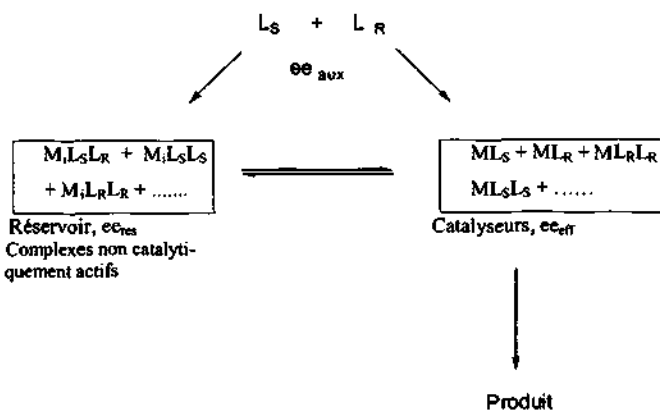 L_S + L_R
ee_aux
M_iL_SL_R + M_iL_SL_S
+ M_iL_RL_R + .......
Réservoir, ee_res
Complexes non catalyti-
quement actifs
ML_S + ML_R + ML_RL_R
ML_SL_S + ......
Catalyseurs, ee_eff
Produit